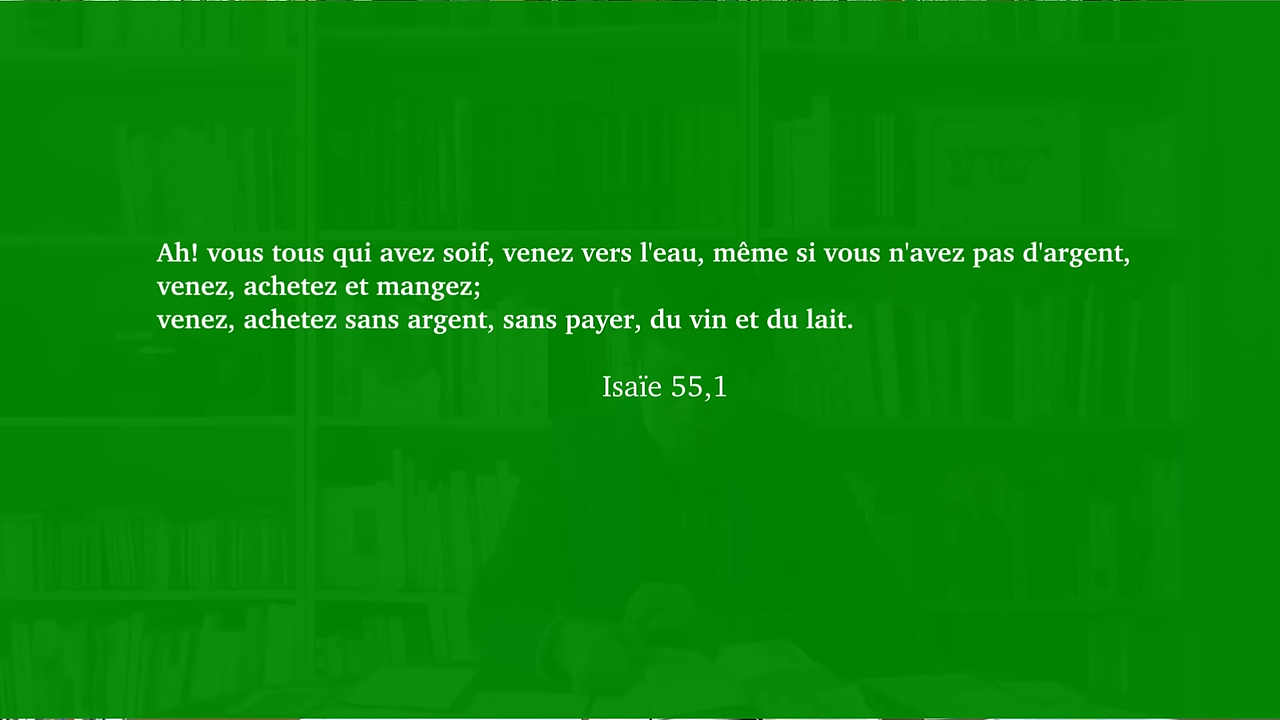 Ah! vous tous qui avez soif, venez vers l'eau, même si vous n'avez pas d'argent,
venez, achetez et mangez;
venez, achetez sans argent, sans payer, du vin et du lait.
Isaïe 55,1